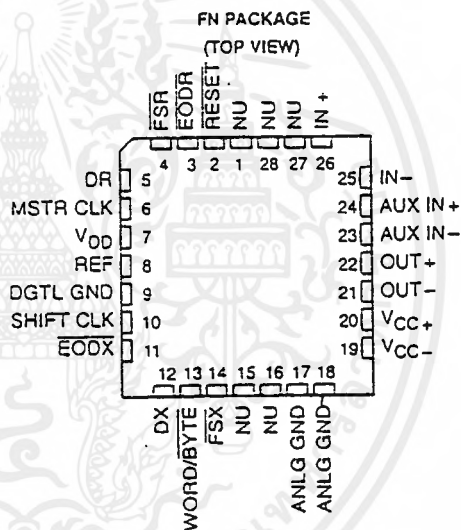 FN PACKAGE
(TOP VIEW)
FSR
EODR
RESET
NU
NU
NU
IN +
4 3 2 1 28 27 26
DR 5
MSTR CLK 6
VDD 7
REF 8
DGTL GND 9
SHIFT CLK 10
EODX 11
25 IN−
24 AUX IN+
23 AUX IN−
22 OUT+
21 OUT−
20 VCC+
19 VCC−
12 13 14 15 16 17 18
DX
WORD/BYTE
FSX
NU
NU
ANLG GND
ANLG GND